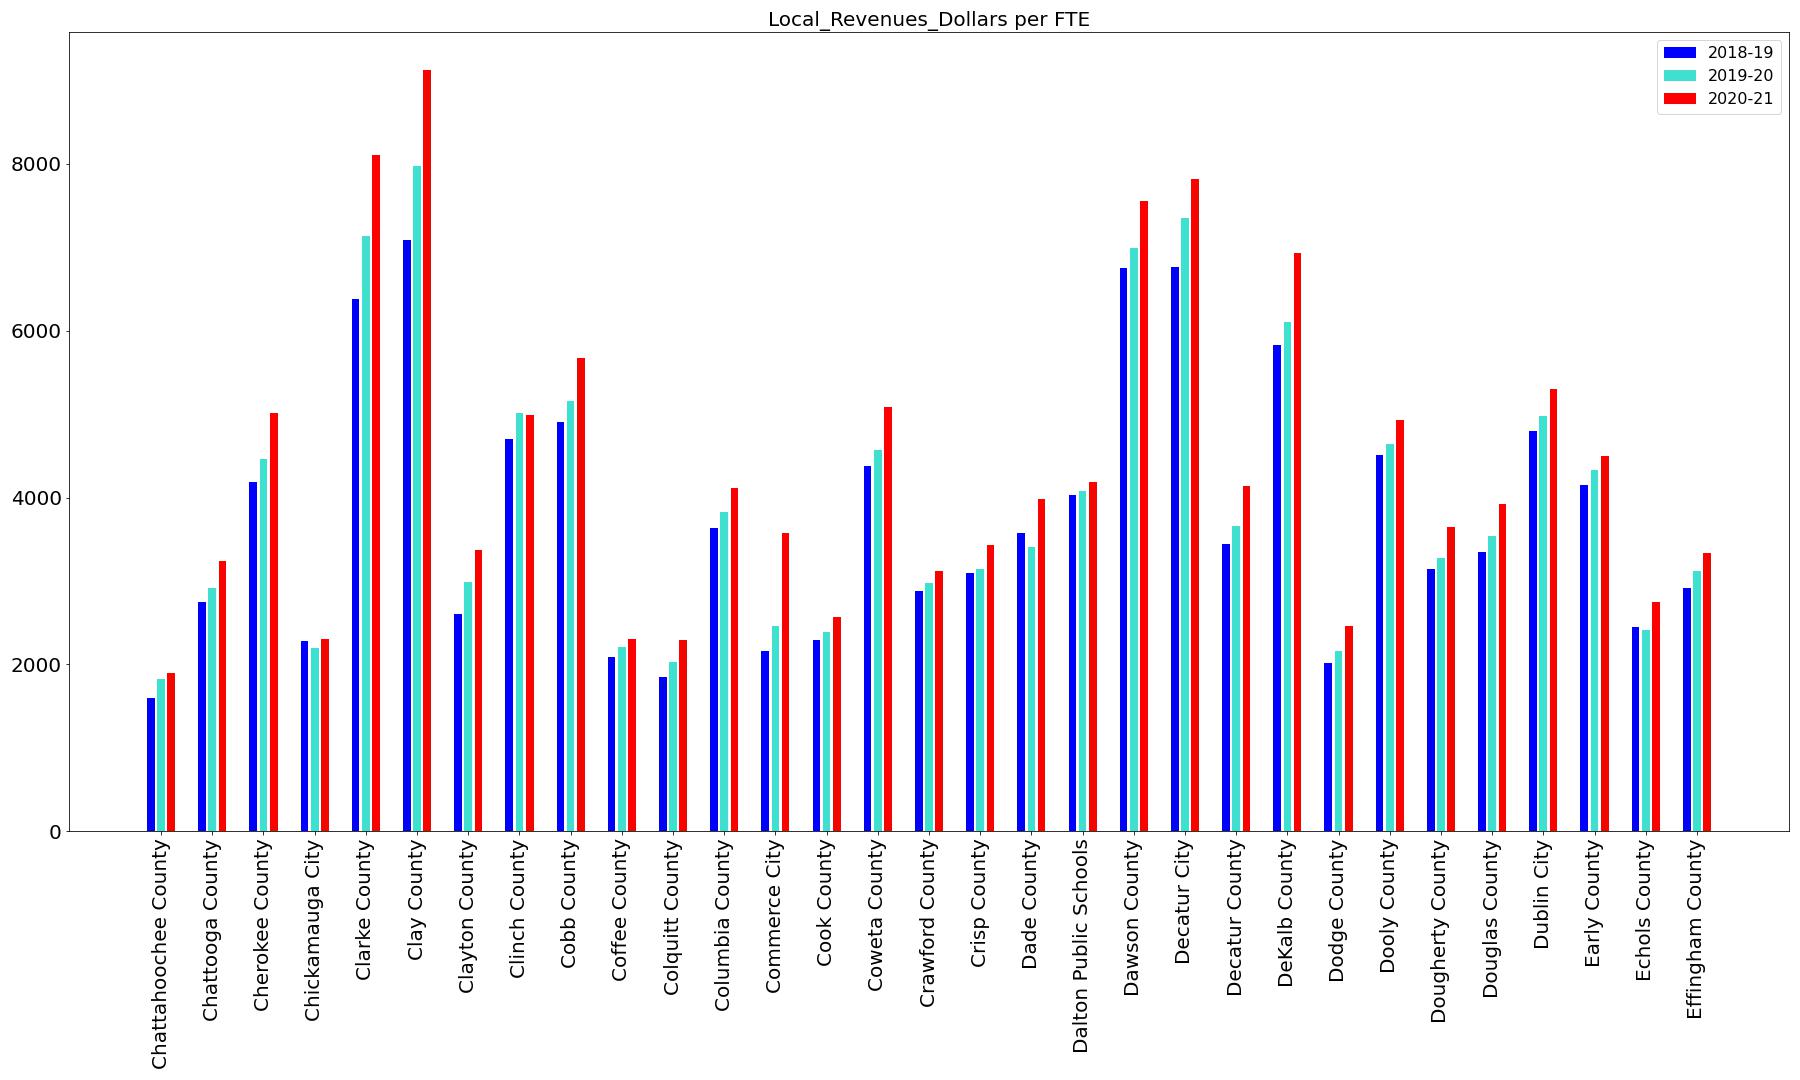 Local_Revenues_Dollars per FTE
2018-19
2019-20
2020-21
8000
6000
4000
2000
0
Chattahoochee County
Chattooga County
Cherokee County
Chickamauga City
Clarke County
Clay County
Clayton County
Clinch County
Cobb County
Coffee County
Colquitt County
Columbia County
Commerce City
Cook County
Coweta County
Crawford County
Crisp County
Dade County
Dalton Public Schools
Dawson County
Decatur City
Decatur County
DeKalb County
Dodge County
Dooly County
Dougherty County
Douglas County
Dublin City
Early County
Echols County
Effingham County